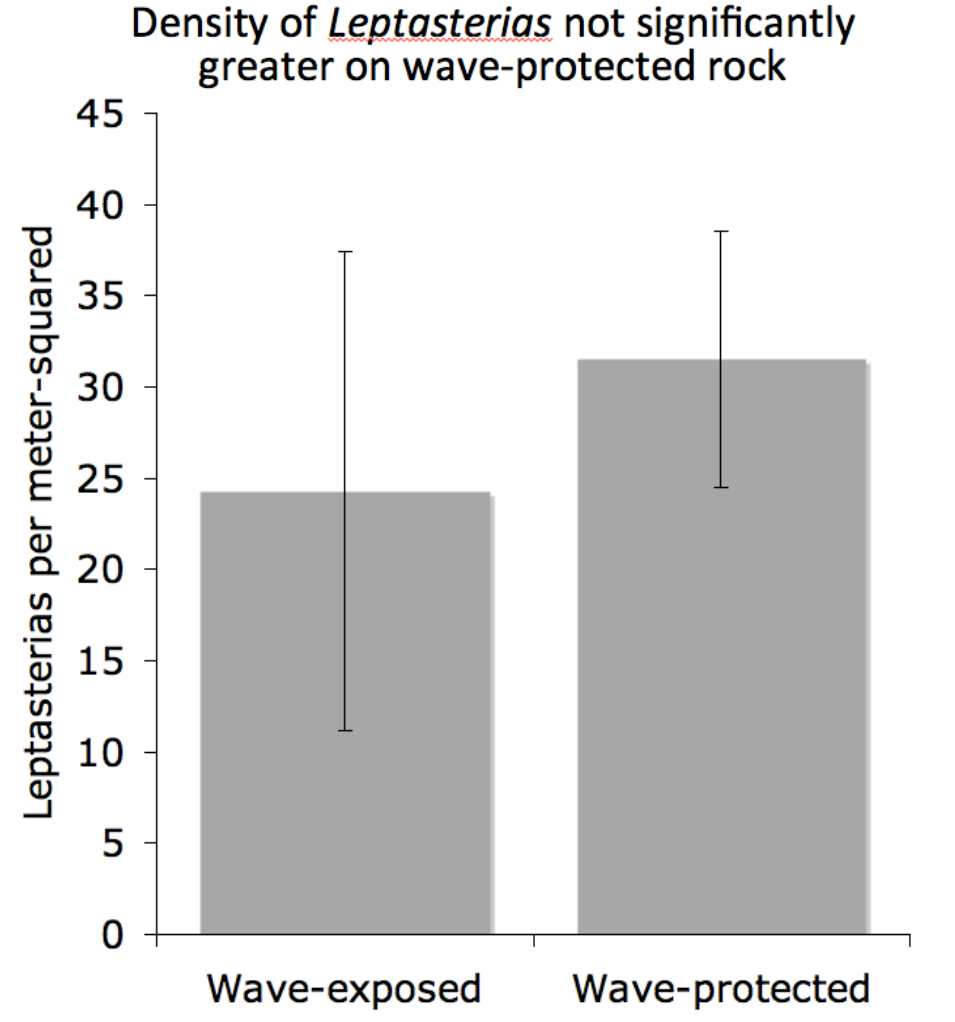 Density of Leptasterias not significantly
greater on wave-protected rock
45
40
35
30
25
20
15
10
5
0
Leptasterias per meter-squared
Wave-exposed
Wave-protected